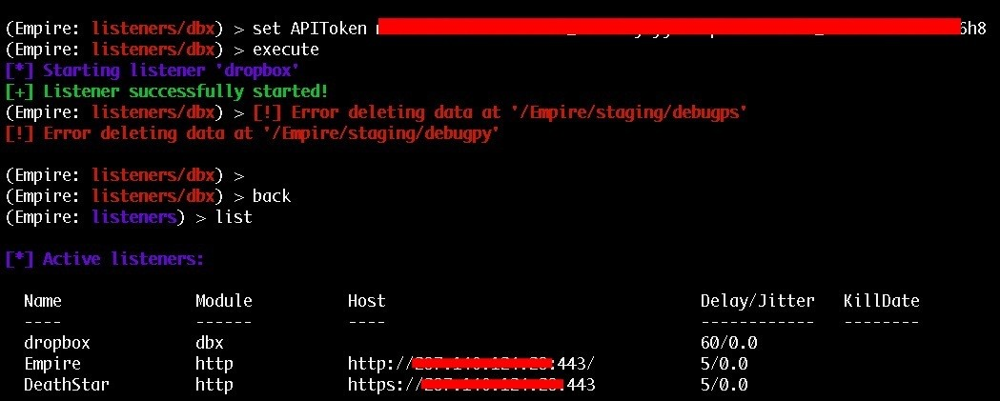 (Empire: listeners/dbx) > set APIToken 6h8
(Empire: listeners/dbx) > execute
[*] Starting listener 'dropbox'
[+] Listener successfully started!
(Empire: listeners/dbx) > [!] Error deleting data at '/Empire/staging/debugps'
[!] Error deleting data at '/Empire/staging/debugpy'
(Empire: listeners/dbx) >
(Empire: listeners/dbx) > back
(Empire: listeners) > list
[*] Active listeners:
Name Module Host Delay/Jitter KillDate
---- ------ ---- ------------ --------
dropbox dbx 60/0.0
Empire http http:// :443/ 5/0.0
DeathStar http https:// :443 5/0.0